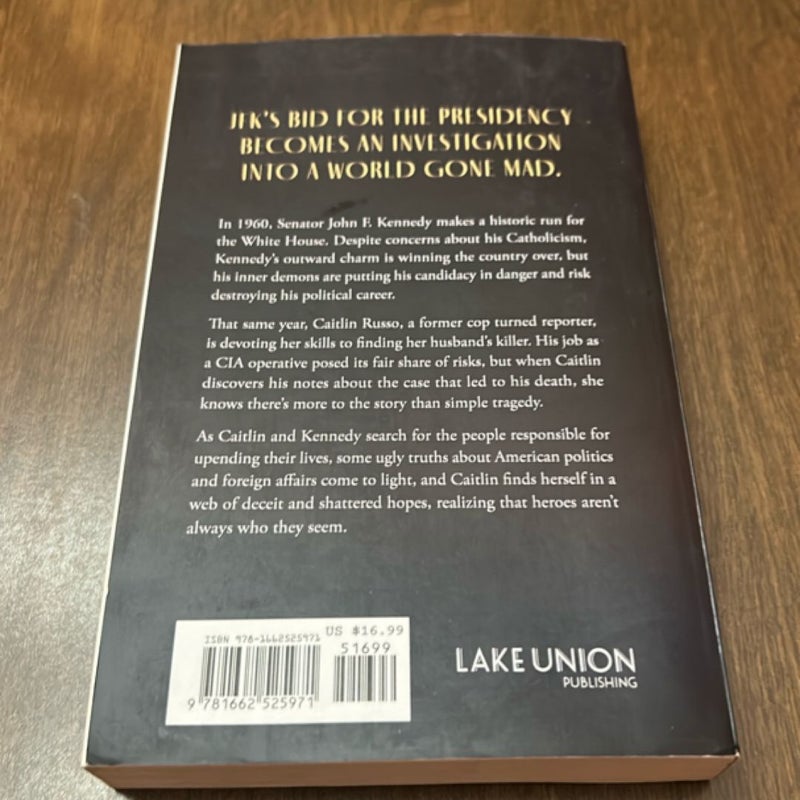 JFK'S BID FOR THE PRESIDENCY
BECOMES AN INVESTIGATION
INTO A WORLD GONE MAD.
In 1960, Senator John F. Kennedy makes a historic run for
the White House. Despite concerns about his Catholicism,
Kennedy's outward charm is winning the country over, but
his inner demons are putting his candidacy in danger and risk
destroying his political career.
That same year, Caitlin Russo, a former cop turned reporter,
is devoting her skills to finding her husband's killer. His job as
a CIA operative posed its fair share of risks, but when Caitlin
discovers his notes about the case that led to his death, she
knows there's more to the story than simple tragedy.
As Caitlin and Kennedy search for the people responsible for
upending their lives, some ugly truths about American politics
and foreign affairs come to light, and Caitlin finds herself in a
web of deceit and shattered hopes, realizing that heroes aren't
always who they seem.
ISBN 978-1662525971
US $16.99
51699
9 781662 525971
LAKE UNION
PUBLISHING